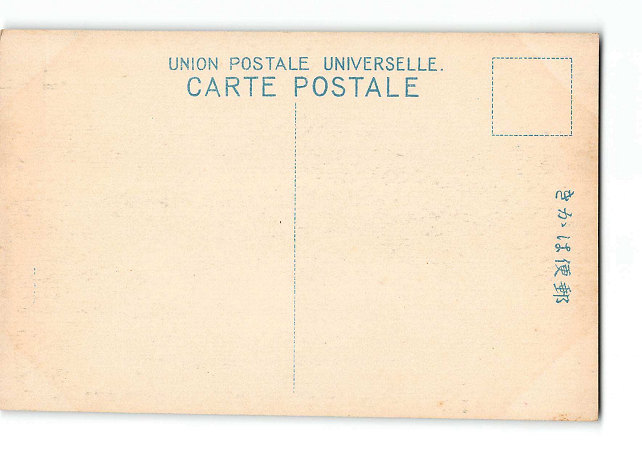 UNION POSTALE UNIVERSELLE.
CARTE POSTALE
きかは便郵